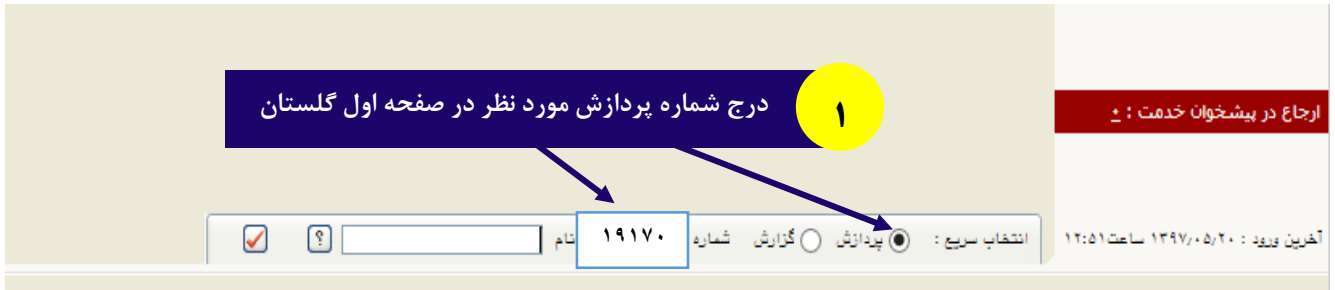 درج شماره پردازش مورد نظر در صفحه اول گلستان
۱
ارجاع در پیشخوان خدمت : ۰
آخرین ورود : ۱۳۹۷/۰۵/۲۰ ساعت ۱۲:۵۱
انتخاب سریع : پردازش گزارش شماره ۱۹۱۷۰ نام ؟